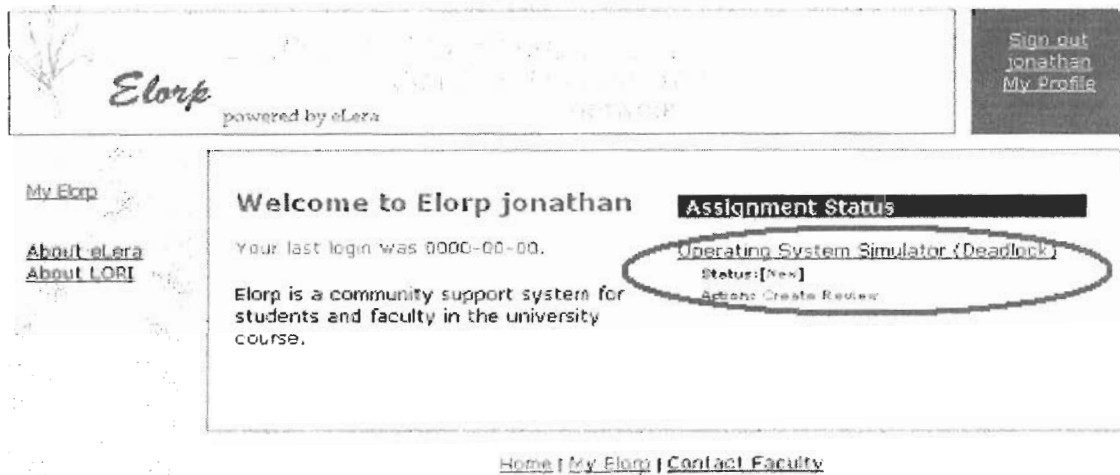 Elorp
powered by eLera
Sign out
jonathan
My Profile
My Elorp
About eLera
About LORI
Welcome to Elorp jonathan
Your last login was 0000-00-00.
Elorp is a community support system for
students and faculty in the university
course.
Assignment Status
Operating System Simulator (Deadlock)
Status:[New]
Action: Create Review
Home | My Elorp | Contact Faculty